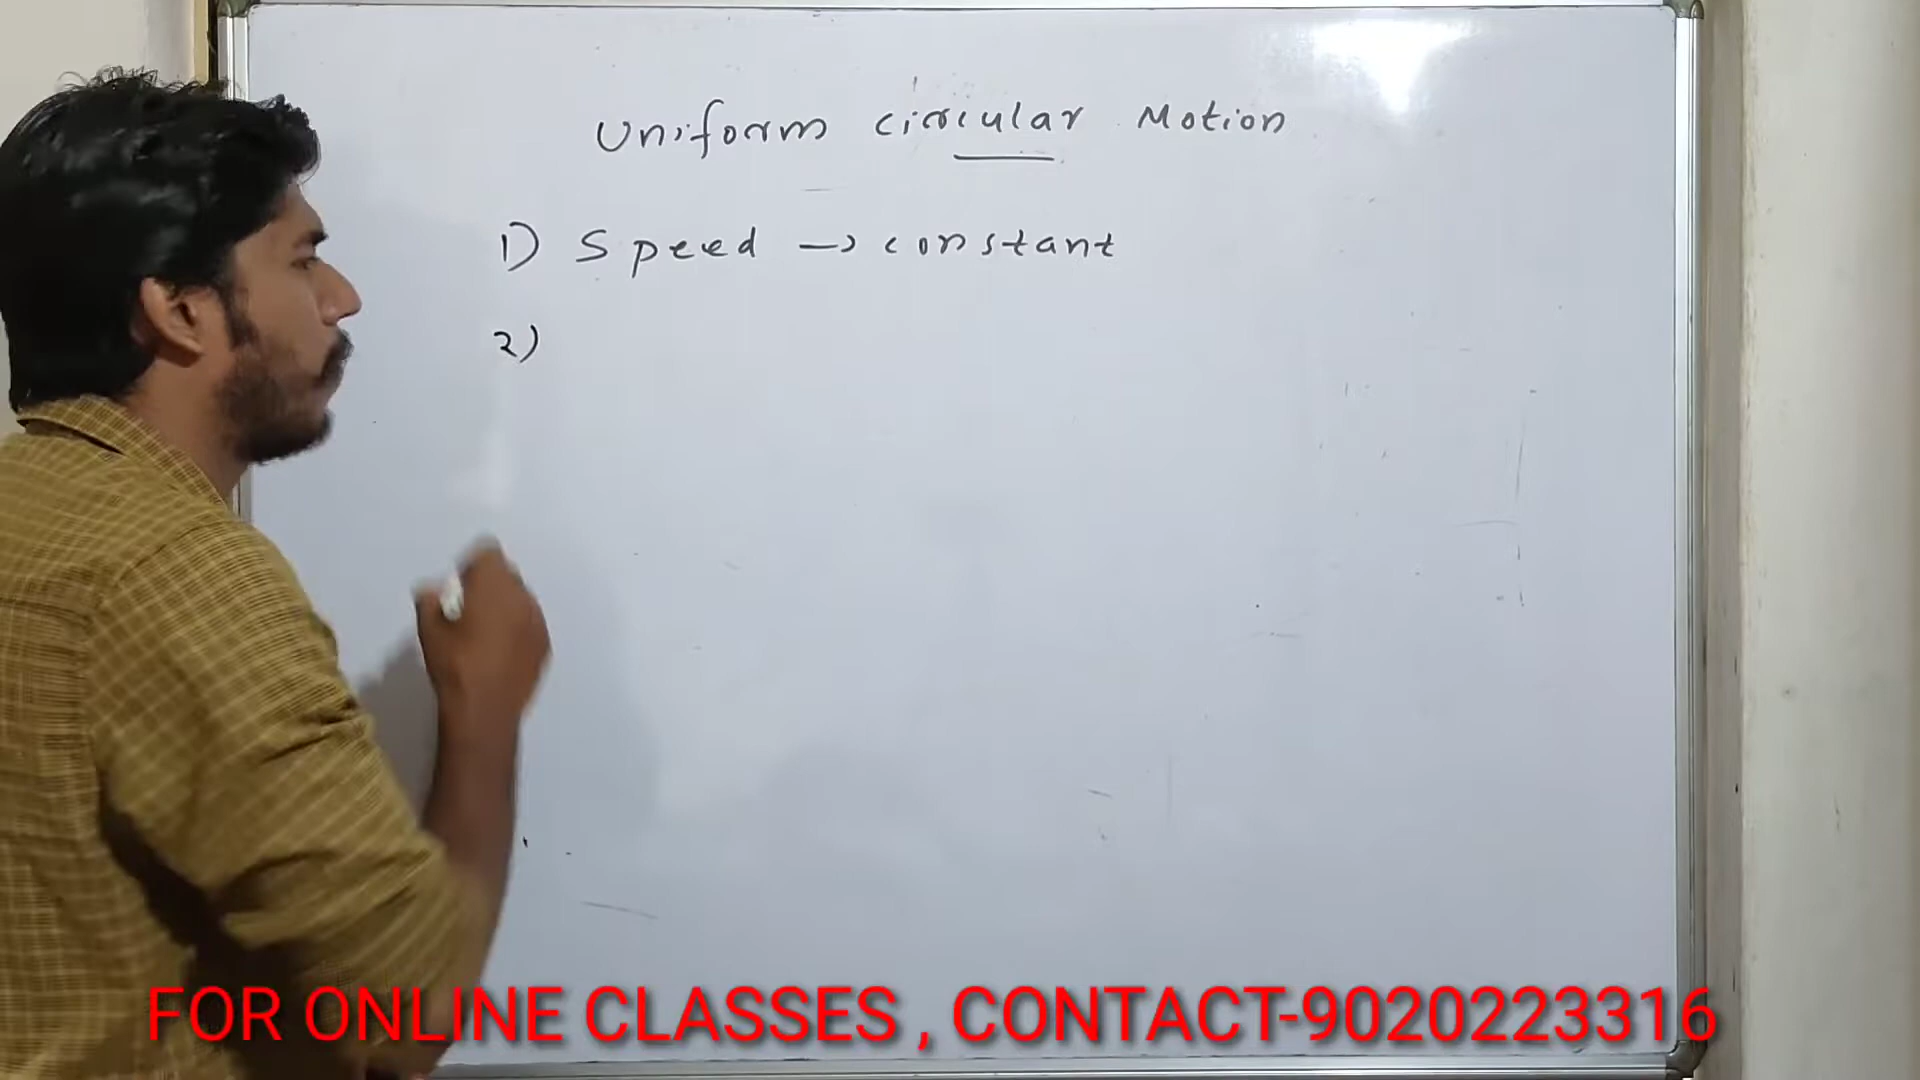 Uniform circular Motion
1) Speed → constant
2)
FOR ONLINE CLASSES , CONTACT-9020223316